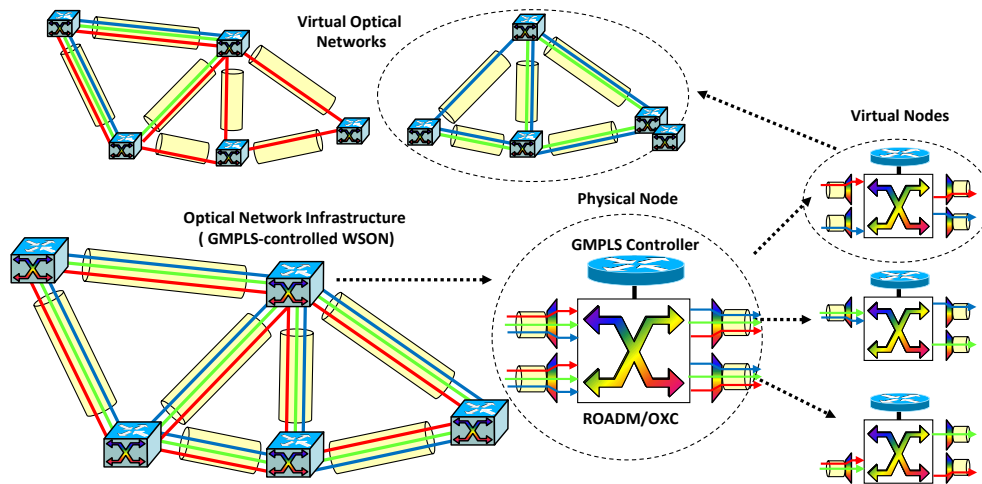 Virtual Optical
Networks
Virtual Nodes
Physical Node
Optical Network Infrastructure
( GMPLS-controlled WSON)
GMPLS Controller
ROADM/OXC